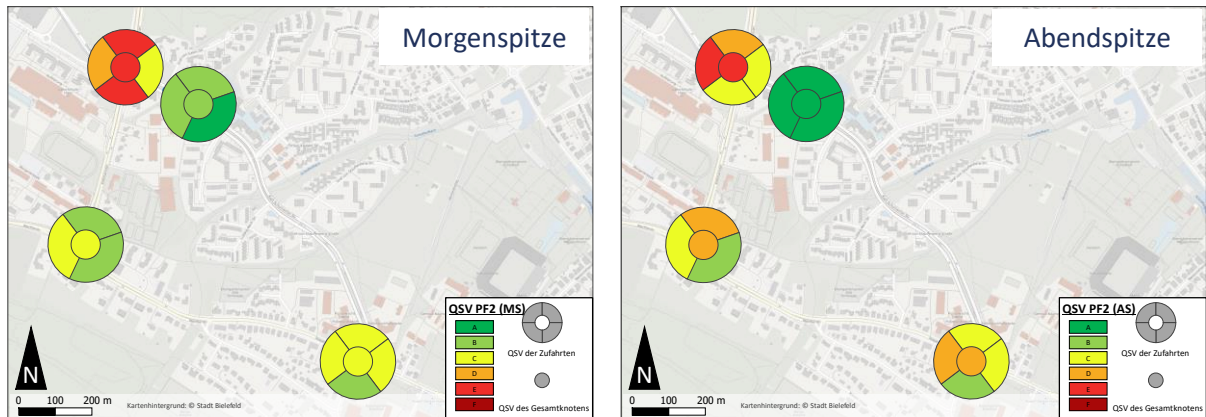 Morgenspitze
QSV PF2 (MS)
A
B
C
D
E
F
QSV der Zufahrten
QSV des Gesamtknotens
N
0 100 200 m
Kartenhintergrund: © Stadt Bielefeld
Abendspitze
QSV PF2 (AS)
A
B
C
D
E
F
QSV der Zufahrten
QSV des Gesamtknotens
N
0 100 200 m
Kartenhintergrund: © Stadt Bielefeld